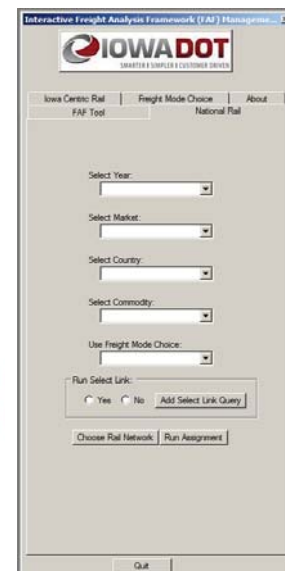 Interactive Freight Analysis Framework (FAF) Manageme...
IOWADOT
SMARTER I SIMPLER I CUSTOMER DRIVEN
Iowa Centric Rail
Freight Mode Choice
About
FAF Tool
National Rail
Select Year:
Select Market:
Select Country:
Select Commodity:
Use Freight Mode Choice:
Run Select Link:
Yes No Add Select Link Query
Choose Rail Network Run Assignment
Quit